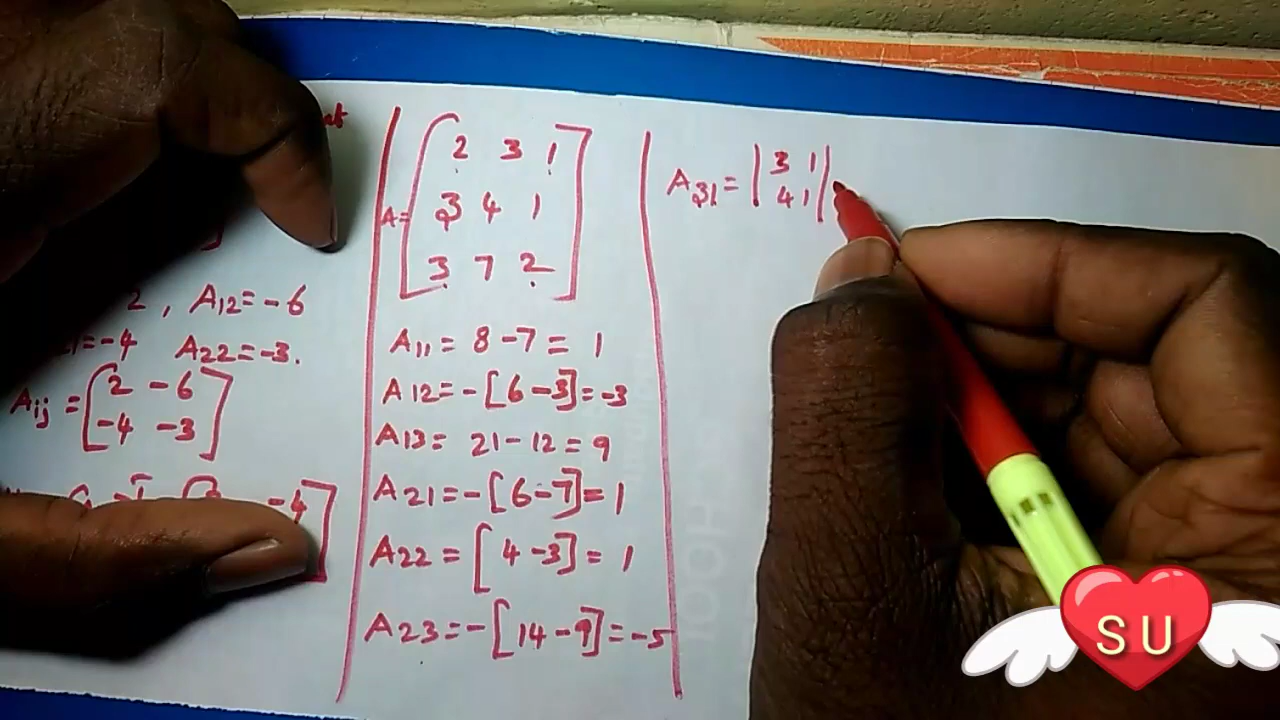 2 , A12=-6
=-4 A22=-3.
Aij = [2 -6
-4 -3]
-4]
A= [2 3 1
3 4 1
3 7 2]
A11 = 8-7 = 1
A12=-[6-3]=-3
A13= 21-12=9
A21=-[6-7]=1
A22 = [4-3]=1
A23=-[14-9]=-5
A31= |3 1
4 1|
SU